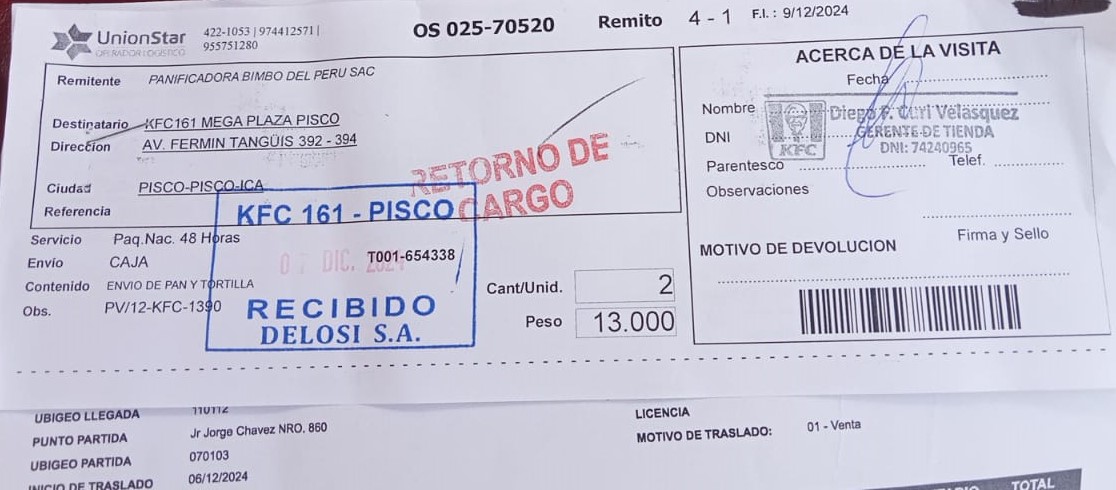 UnionStar
OPERADOR LOGISTICO
422-1053 | 974412571 |
955751280
OS 025-70520
Remito 4 - 1
F.I. : 9/12/2024
Remitente PANIFICADORA BIMBO DEL PERU SAC
Destinatario KFC161 MEGA PLAZA PISCO
Direccion AV. FERMIN TANGÜIS 392 - 394
Ciudad PISCO-PISCO-ICA
Referencia
RETORNO DE
CARGO
Servicio Paq.Nac. 48 Horas
Envío CAJA
Contenido ENVIO DE PAN Y TORTILLA
Obs. PV/12-KFC-1390
KFC 161 - PISCO
DIC.
T001-654338
RECIBIDO
DELOSI S.A.
Cant/Unid. 2
Peso 13.000
ACERCA DE LA VISITA
Fecha
Nombre
DNI
Parentesco
Telef.
Observaciones
KFC
Diego P. Curi Velasquez
GERENTE DE TIENDA
DNI: 74240965
Firma y Sello
MOTIVO DE DEVOLUCION
UBIGEO LLEGADA 110112
PUNTO PARTIDA Jr Jorge Chavez NRO. 860
UBIGEO PARTIDA 070103
INICIO DE TRASLADO 06/12/2024
LICENCIA
MOTIVO DE TRASLADO: 01 - Venta
TOTAL